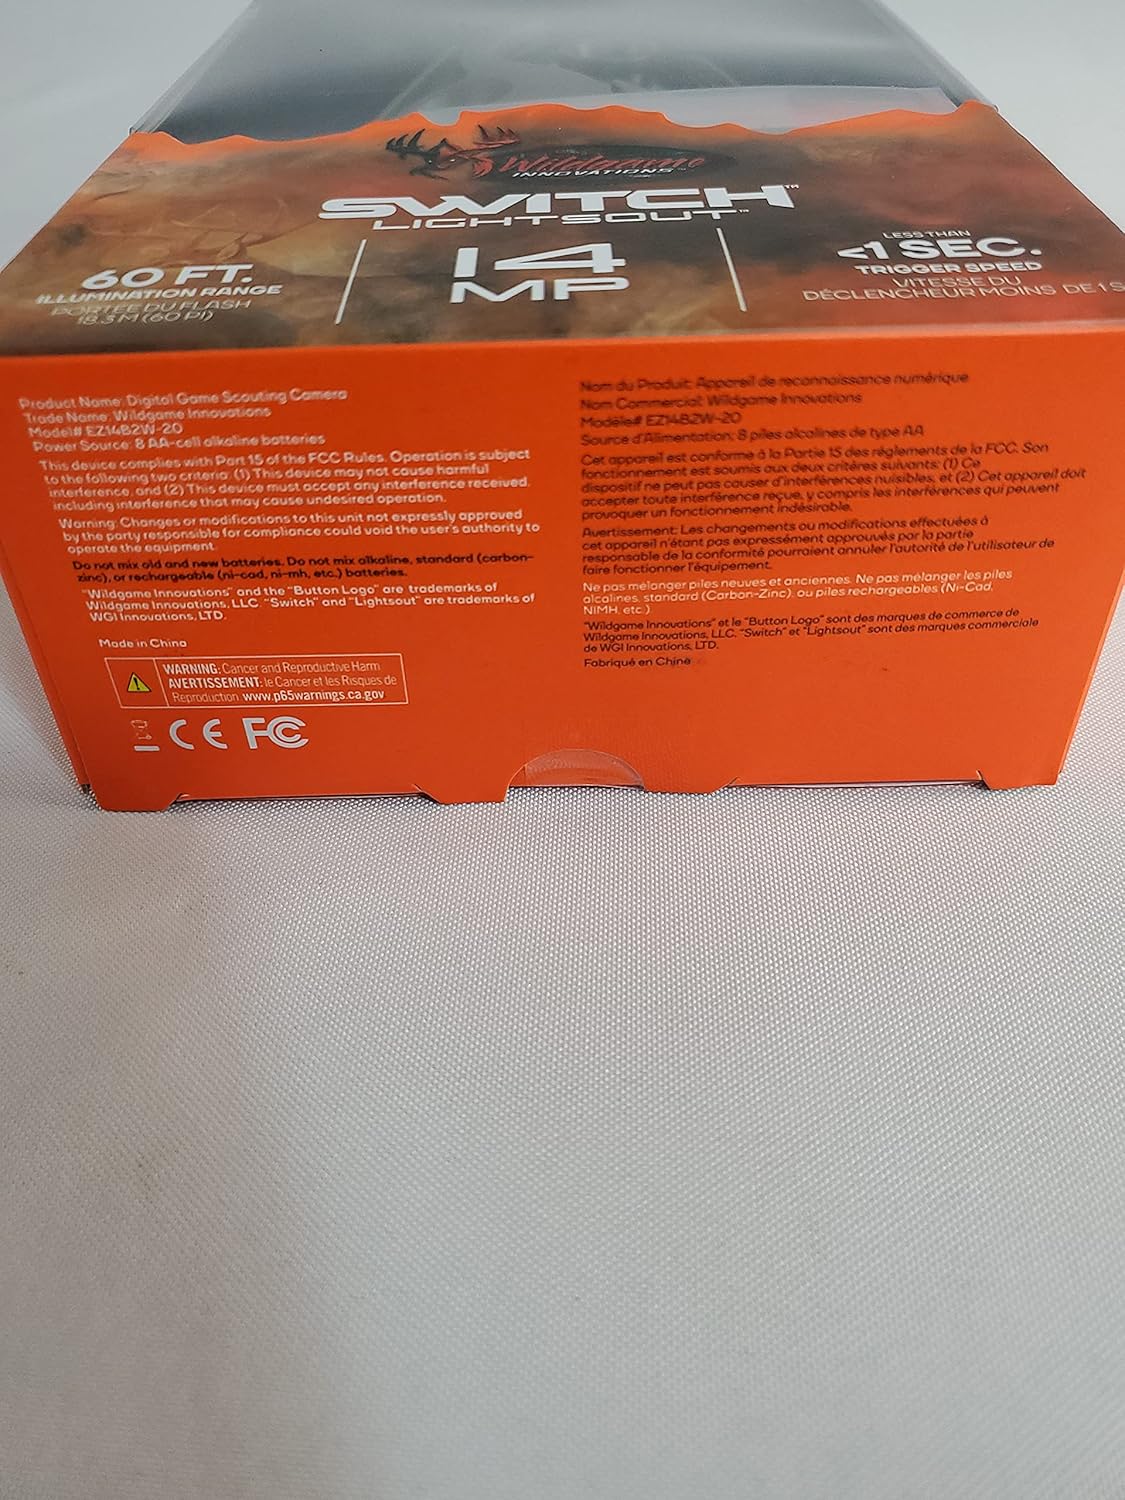 Wildgame
INNOVATIONS™
SWITCH™
LIGHTSOUT™
60 FT.
ILLUMINATION RANGE
PORTÉE DU FLASH
18.3 M (60 PI)
14
MP
LESS THAN
<1 SEC.
TRIGGER SPEED
VITESSE DU
DÉCLENCHEUR MOINS DE 1 S
Product Name: Digital Game Scouting Camera
Trade Name: Wildgame Innovations
Model# EZ14B2W-20
Power Source: 8 AA-cell alkaline batteries
This device complies with Part 15 of the FCC Rules. Operation is subject
to the following two criteria: (1) This device may not cause harmful
interference, and (2) This device must accept any interference received,
including interference that may cause undesired operation.
Warning: Changes or modifications to this unit not expressly approved
by the party responsible for compliance could void the user's authority to
operate the equipment.
Do not mix old and new batteries. Do not mix alkaline, standard (carbon-
zinc), or rechargeable (ni-cad, ni-mh, etc.) batteries.
"Wildgame Innovations" and the "Button Logo" are trademarks of
Wildgame Innovations, LLC. "Switch" and "Lightsout" are trademarks of
WGI Innovations, LTD.
Made in China
WARNING: Cancer and Reproductive Harm
AVERTISSEMENT: le Cancer et les Risques de
Reproduction www.p65warnings.ca.gov
CE FC
Nom du Produit: Appareil de reconnaissance numérique
Nom Commercial: Wildgame Innovations
Modèle# EZ14B2W-20
Source d'Alimentation: 8 piles alcalines de type AA
Cet appareil est conforme à la Partie 15 des règlements de la FCC. Son
fonctionnement est soumis aux deux critères suivants: (1) Ce
dispositif ne peut pas causer d'interférences nuisibles, et (2) Cet appareil doit
accepter toute interférence reçue, y compris les interférences qui peuvent
provoquer un fonctionnement indésirable.
Avertissement: Les changements ou modifications effectuées à
cet appareil n'étant pas expressément approuvés par la partie
responsable de la conformité pourraient annuler l'autorité de l'utilisateur de
faire fonctionner l'équipement.
Ne pas mélanger piles neuves et anciennes. Ne pas mélanger les piles
alcalines, standard (Carbon-Zinc), ou piles rechargeables (Ni-Cad,
NIMH, etc.)
"Wildgame Innovations" et le "Button Logo" sont des marques de commerce de
Wildgame Innovations, LLC. "Switch" et "Lightsout" sont des marques commerciale
de WGI Innovations, LTD.
Fabriqué en Chine